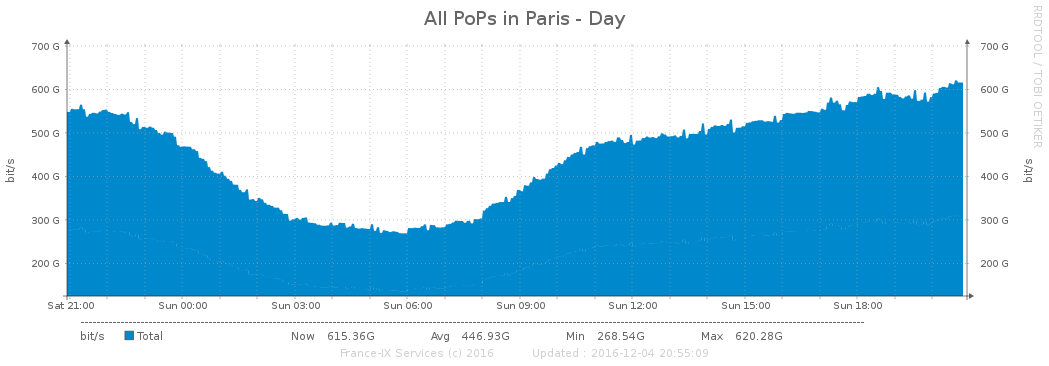 All PoPs in Paris - Day
RRDTOOL / TOBI OETIKER
bit/s
700 G
600 G
500 G
400 G
300 G
200 G
700 G
600 G
500 G
400 G
300 G
200 G
bit/s
Sat 21:00 Sun 00:00 Sun 03:00 Sun 06:00 Sun 09:00 Sun 12:00 Sun 15:00 Sun 18:00
bit/s Total Now 615.36G Avg 446.93G Min 268.54G Max 620.28G
France-IX Services (c) 2016 Updated : 2016-12-04 20:55:09